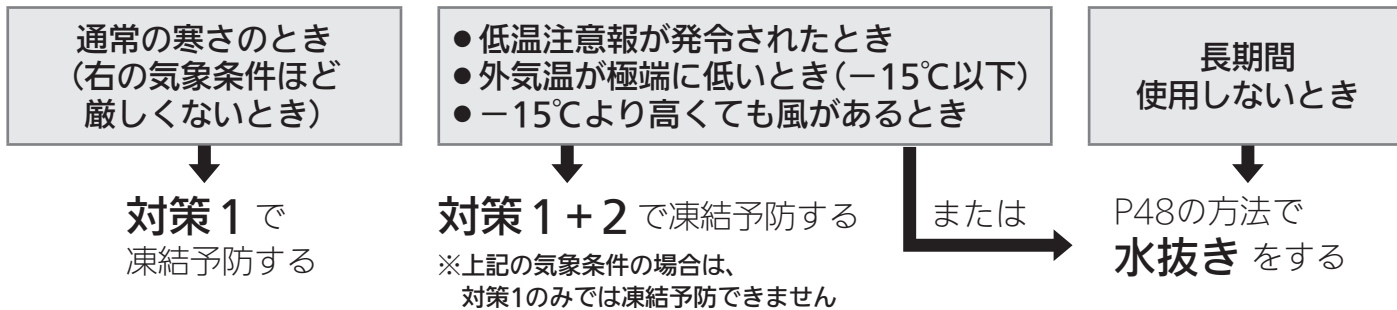 通常の寒さのとき
（右の気象条件ほど
厳しくないとき）
●低温注意報が発令されたとき
●外気温が極端に低いとき（－15℃以下）
●－15℃より高くても風があるとき
長期間
使用しないとき
対策1で
凍結予防する
対策1＋2で凍結予防する
※上記の気象条件の場合は、
対策1のみでは凍結予防できません
または
P48の方法で
水抜きをする